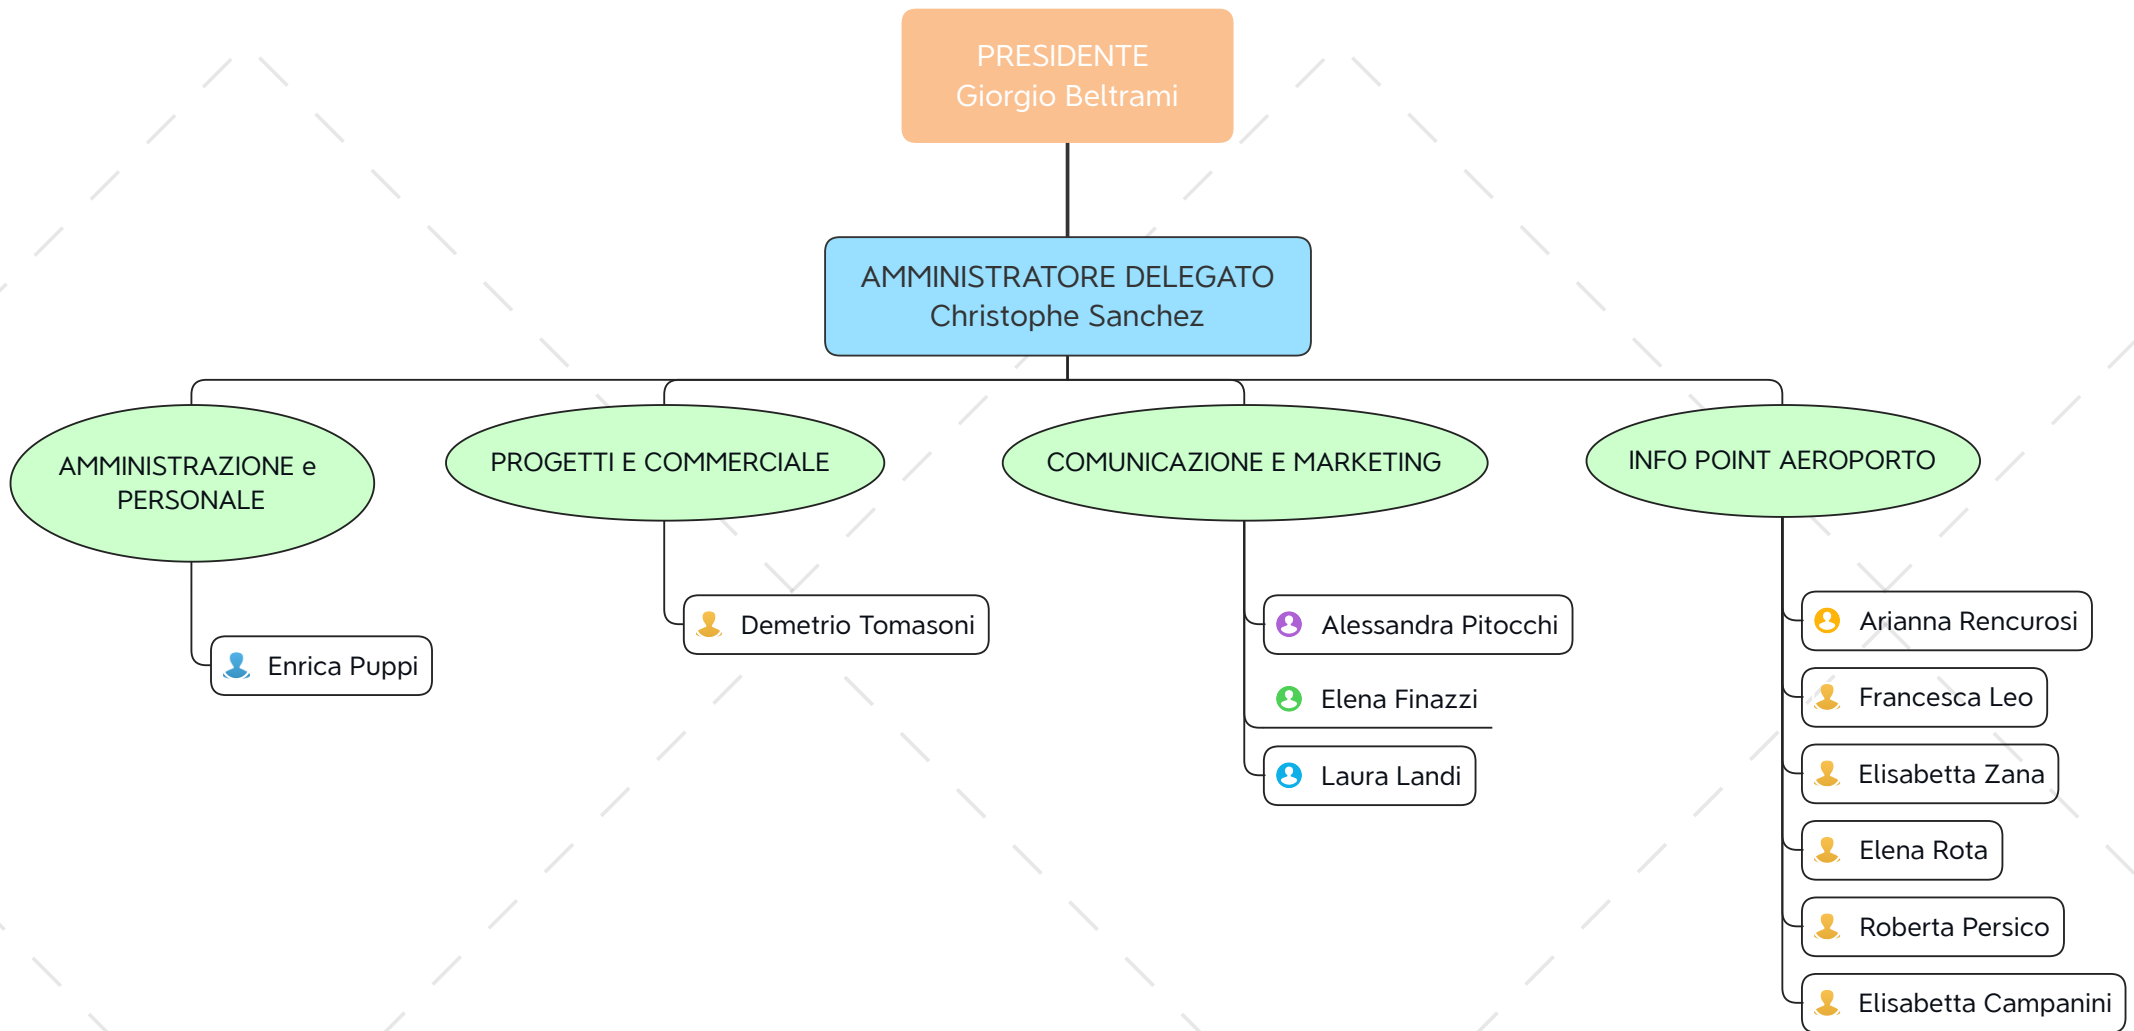 PRESIDENTE
Giorgio Beltrami
AMMINISTRATORE DELEGATO
Christophe Sanchez
AMMINISTRAZIONE e
PERSONALE
Enrica Puppi
PROGETTI E COMMERCIALE
Demetrio Tomasoni
COMUNICAZIONE E MARKETING
Alessandra Pitocchi
Elena Finazzi
Laura Landi
INFO POINT AEROPORTO
Arianna Rencurosi
Francesca Leo
Elisabetta Zana
Elena Rota
Roberta Persico
Elisabetta Campanini